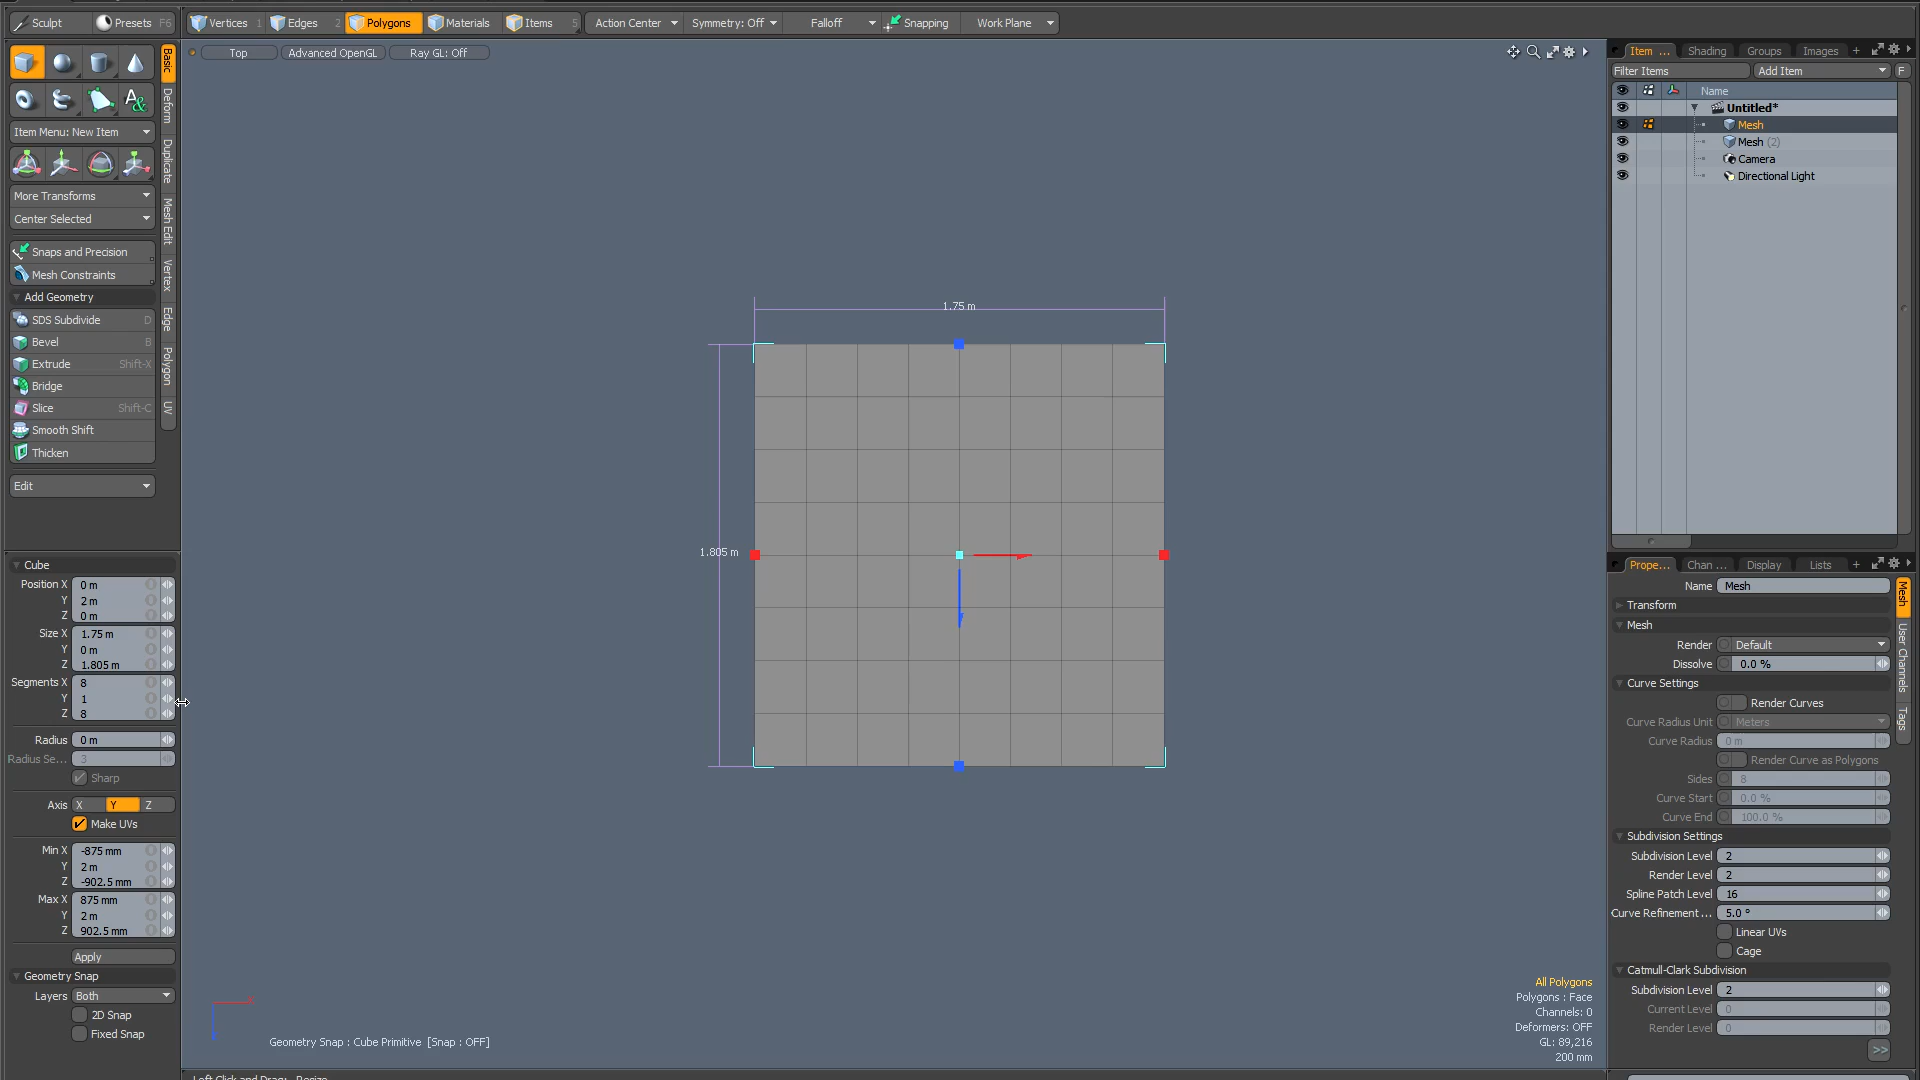 Sculpt
Presets F6
Vertices 1
Edges 2
Polygons
Materials
Items 5
Action Center
Symmetry: Off
Falloff
Snapping
Work Plane
Top
Advanced OpenGL
Ray GL: Off
Basic
Deform
Duplicate
Mesh Edit
Vertex
Edge
Polygon
UV
Item Menu: New Item
More Transforms
Center Selected
Snaps and Precision
Mesh Constraints
Add Geometry
SDS Subdivide D
Bevel B
Extrude Shift-X
Bridge
Slice Shift-C
Smooth Shift
Thicken
Edit
Cube
Position X 0 m
Y 2 m
Z 0 m
Size X 1.75 m
Y 0 m
Z 1.805 m
Segments X 8
Y 1
Z 8
Radius 0 m
Radius Se... 3
Sharp
Axis X Y Z
Make UVs
Min X -875 mm
Y 2 m
Z -902.5 mm
Max X 875 mm
Y 2 m
Z 902.5 mm
Apply
Geometry Snap
Layers Both
2D Snap
Fixed Snap
1.75 m
1.805 m
Geometry Snap : Cube Primitive [Snap : OFF]
Left Click and Drag: Resize
All Polygons
Polygons : Face
Channels: 0
Deformers: OFF
GL: 89,216
200 mm
Item ...
Shading
Groups
Images
+
Filter Items
Add Item
F
Name
Untitled*
Mesh
Mesh (2)
Camera
Directional Light
Prope...
Chan ...
Display
Lists
+
Name Mesh
Transform
Mesh
Render Default
Dissolve 0.0 %
Curve Settings
Render Curves
Curve Radius Unit Meters
Curve Radius 0 m
Render Curve as Polygons
Sides 8
Curve Start 0.0 %
Curve End 100.0 %
Subdivision Settings
Subdivision Level 2
Render Level 2
Spline Patch Level 16
Curve Refinement ... 5.0 °
Linear UVs
Cage
Catmull-Clark Subdivision
Subdivision Level 2
Current Level 0
Render Level 0
>>
Mesh
User Channels
Tags